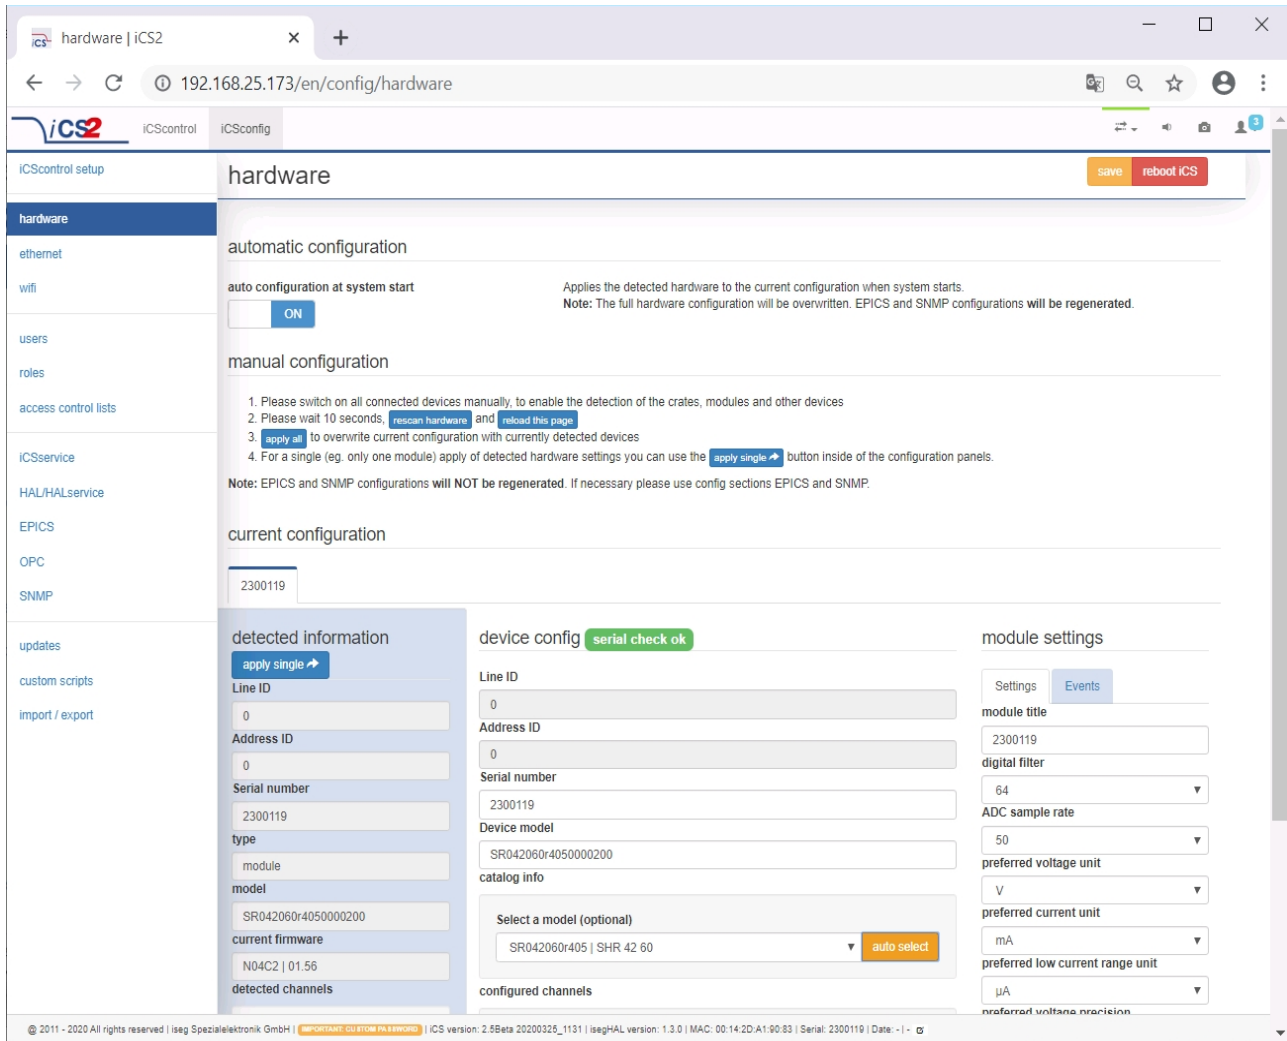 hardware | iCS2
192.168.25.173/en/config/hardware
iCS2
iCScontrol
iCSconfig
3
iCScontrol setup
hardware
ethernet
wifi
users
roles
access control lists
iCSservice
HAL/HALservice
EPICS
OPC
SNMP
updates
custom scripts
import / export
hardware
save
reboot iCS
automatic configuration
auto configuration at system start
ON
Applies the detected hardware to the current configuration when system starts.
Note: The full hardware configuration will be overwritten. EPICS and SNMP configurations will be regenerated.
manual configuration
1. Please switch on all connected devices manually, to enable the detection of the crates, modules and other devices
2. Please wait 10 seconds, rescan hardware and reload this page
3. apply all to overwrite current configuration with currently detected devices
4. For a single (eg. only one module) apply of detected hardware settings you can use the apply single button inside of the configuration panels.
Note: EPICS and SNMP configurations will NOT be regenerated. If necessary please use config sections EPICS and SNMP.
current configuration
2300119
detected information
apply single
Line ID
0
Address ID
0
Serial number
2300119
type
module
model
SR042060r4050000200
current firmware
N04C2 | 01.56
detected channels
device config serial check ok
Line ID
0
Address ID
0
Serial number
2300119
Device model
SR042060r4050000200
catalog info
Select a model (optional)
SR042060r405 | SHR 42 60
auto select
configured channels
module settings
Settings
Events
module title
2300119
digital filter
64
ADC sample rate
50
preferred voltage unit
V
preferred current unit
mA
preferred low current range unit
µA
preferred voltage precision
@ 2011 - 2020 All rights reserved | iseg Spezialelektronik GmbH | IMPORTANT: CUSTOM PASSWORD | iCS version: 2.5Beta 20200325_1131 | isegHAL version: 1.3.0 | MAC: 00:14:2D:A1:90:83 | Serial: 2300119 | Date: - | -